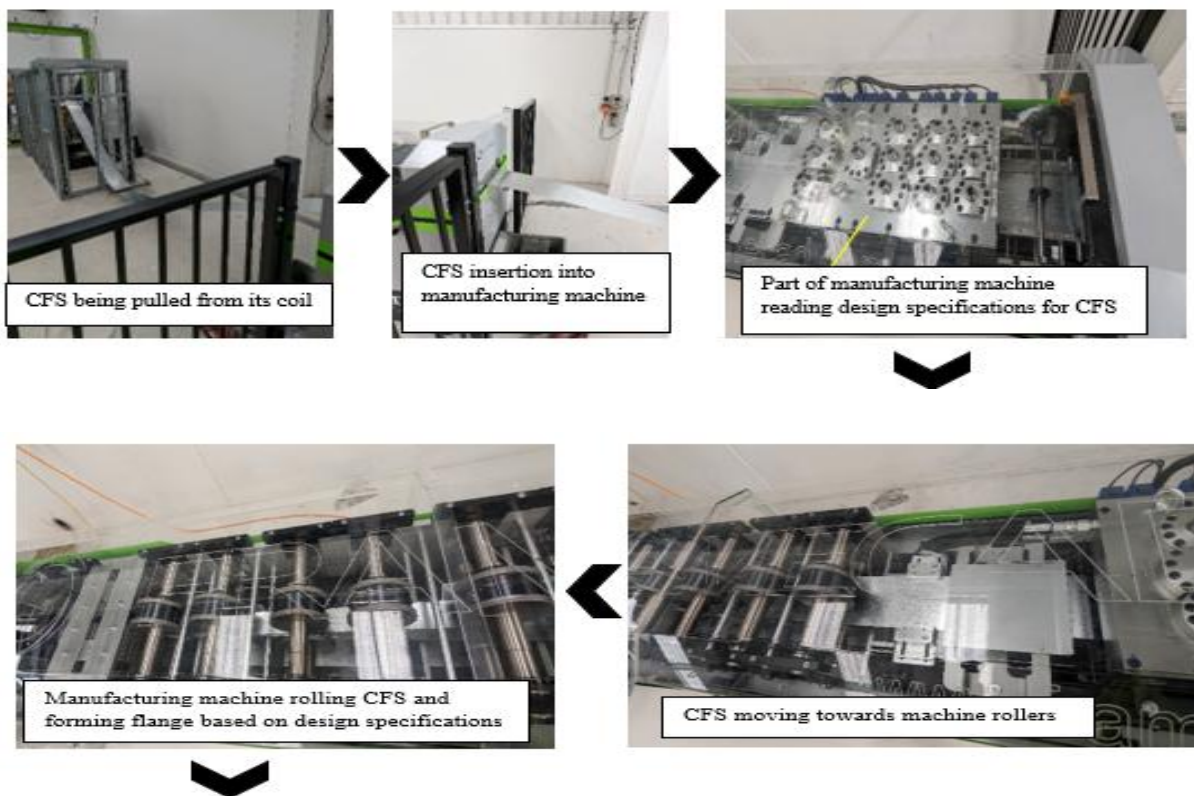 CFS being pulled from its coil
CFS insertion into
manufacturing machine
Part of manufacturing machine
reading design specifications for CFS
Manufacturing machine rolling CFS and
forming flange based on design specifications
CFS moving towards machine rollers